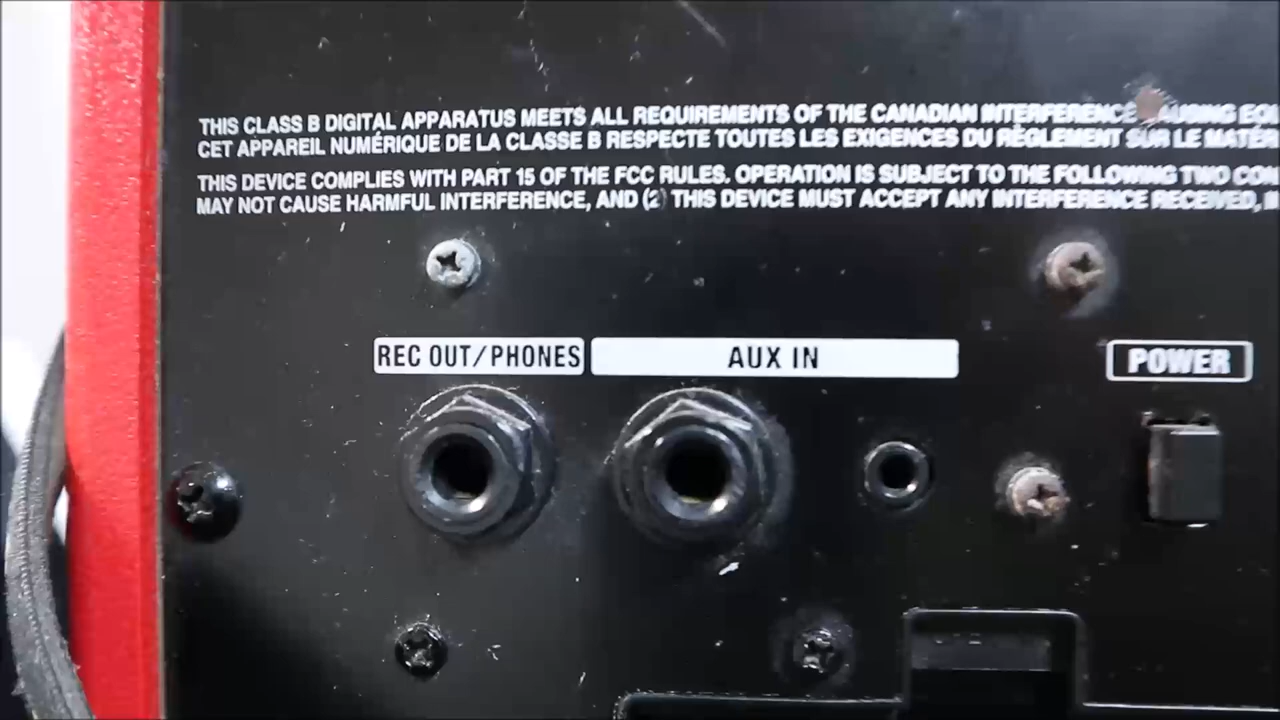 THIS CLASS B DIGITAL APPARATUS MEETS ALL REQUIREMENTS OF THE CANADIAN INTERFERENCE
CET APPAREIL NUMÉRIQUE DE LA CLASSE B RESPECTE TOUTES LES EXIGENCES DU RÈGLEMENT SUR LE
THIS DEVICE COMPLIES WITH PART 15 OF THE FCC RULES. OPERATION IS SUBJECT TO THE FOLLOWING TWO
MAY NOT CAUSE HARMFUL INTERFERENCE, AND (2) THIS DEVICE MUST ACCEPT ANY INTERFERENCE RECEIVED,
REC OUT/PHONES
AUX IN
POWER